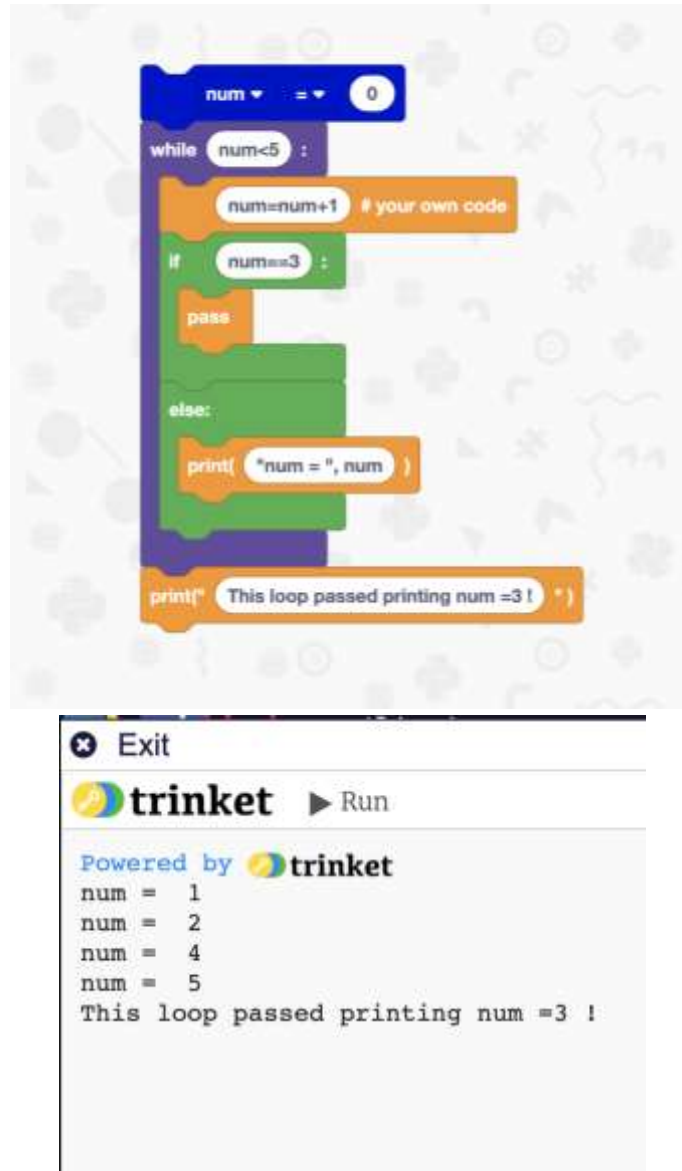 num = 0
while num<5 :
num=num+1 # your own code
if num==3 :
pass
else:
print( "num = ", num )
print(" This loop passed printing num =3 ! ")
Exit
trinket Run
Powered by trinket
num =  1
num =  2
num =  4
num =  5
This loop passed printing num =3 !